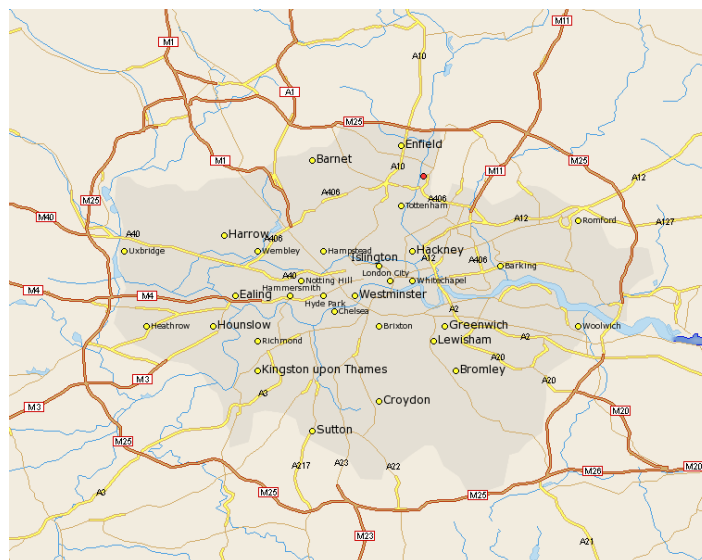 M1
M11
A10
A1
M25
Enfield
Barnet
M1
A10
M11
M25
A406
A406
A12
M25
Tottenham
M40
A12
Romford
A127
A40
Harrow
A406
Uxbridge
Wembley
Hampstead
Hackney
Islington
A12
A406
Barking
A40
London City
M4
M4
Notting Hill
Whitechapel
Hammersmith
Ealing
Hyde Park
Westminster
Chelsea
A2
Heathrow
Hounslow
Brixton
Greenwich
Woolwich
A2
Richmond
Lewisham
A20
M3
Kingston upon Thames
Bromley
A20
A3
M3
Croydon
M20
Sutton
M25
A217
A23
A22
M26
M20
A3
M25
M23
A21